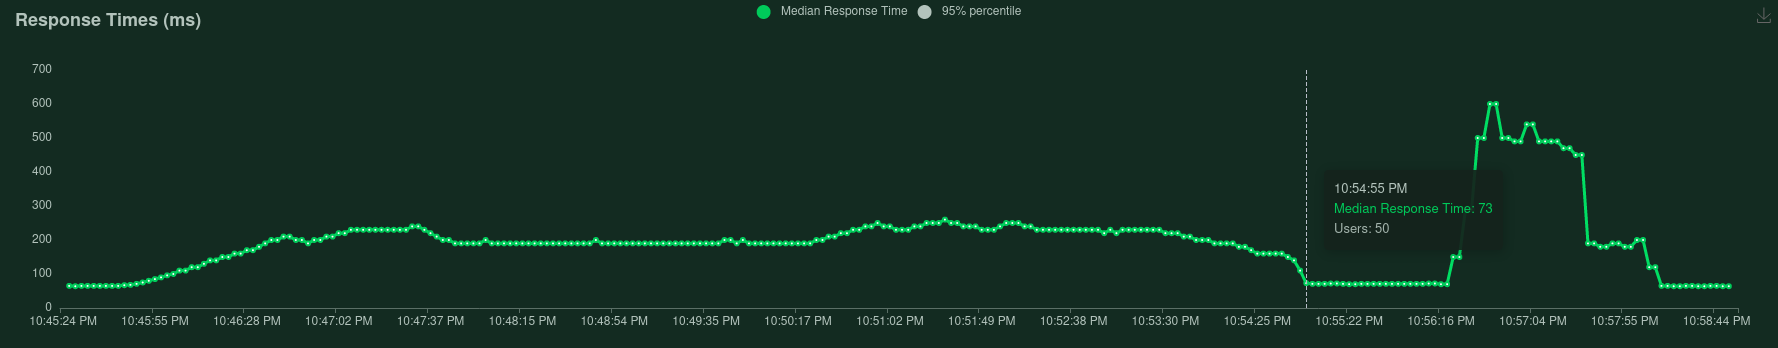 Response Times (ms)
Median Response Time
95% percentile
700
600
500
400
300
200
100
0
10:54:55 PM
Median Response Time: 73
Users: 50
10:45:24 PM
10:45:55 PM
10:46:28 PM
10:47:02 PM
10:47:37 PM
10:48:15 PM
10:48:54 PM
10:49:35 PM
10:50:17 PM
10:51:02 PM
10:51:49 PM
10:52:38 PM
10:53:30 PM
10:54:25 PM
10:55:22 PM
10:56:16 PM
10:57:04 PM
10:57:55 PM
10:58:44 PM